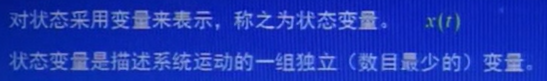 对状态采用变量来表示，称之为状态变量。 x(t)
状态变量是描述系统运动的一组独立（数目最少的）变量。